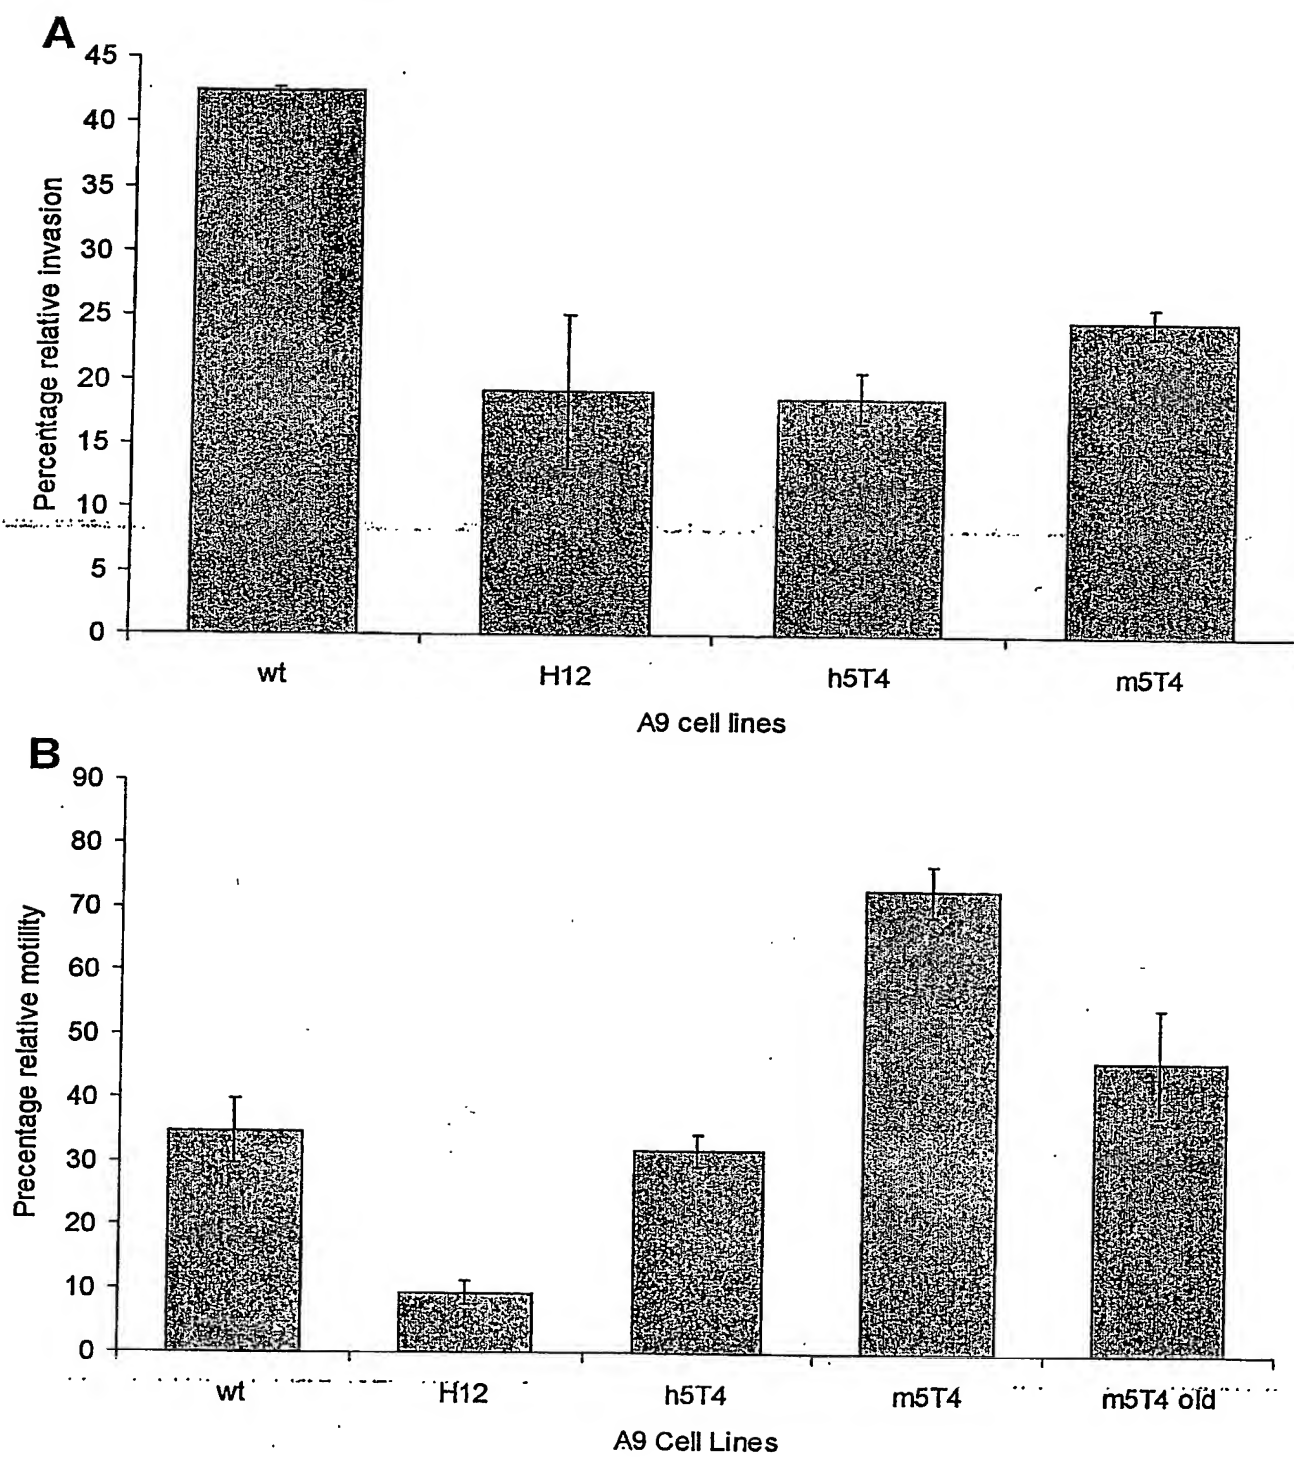 A
45
40
35
30
25
20
15
10
5
0
Percentage relative invasion
wt H12 h5T4 m5T4
A9 cell lines
B
90
80
70
60
50
40
30
20
10
0
Precentage relative motility
wt H12 h5T4 m5T4 m5T4 old
A9 Cell Lines